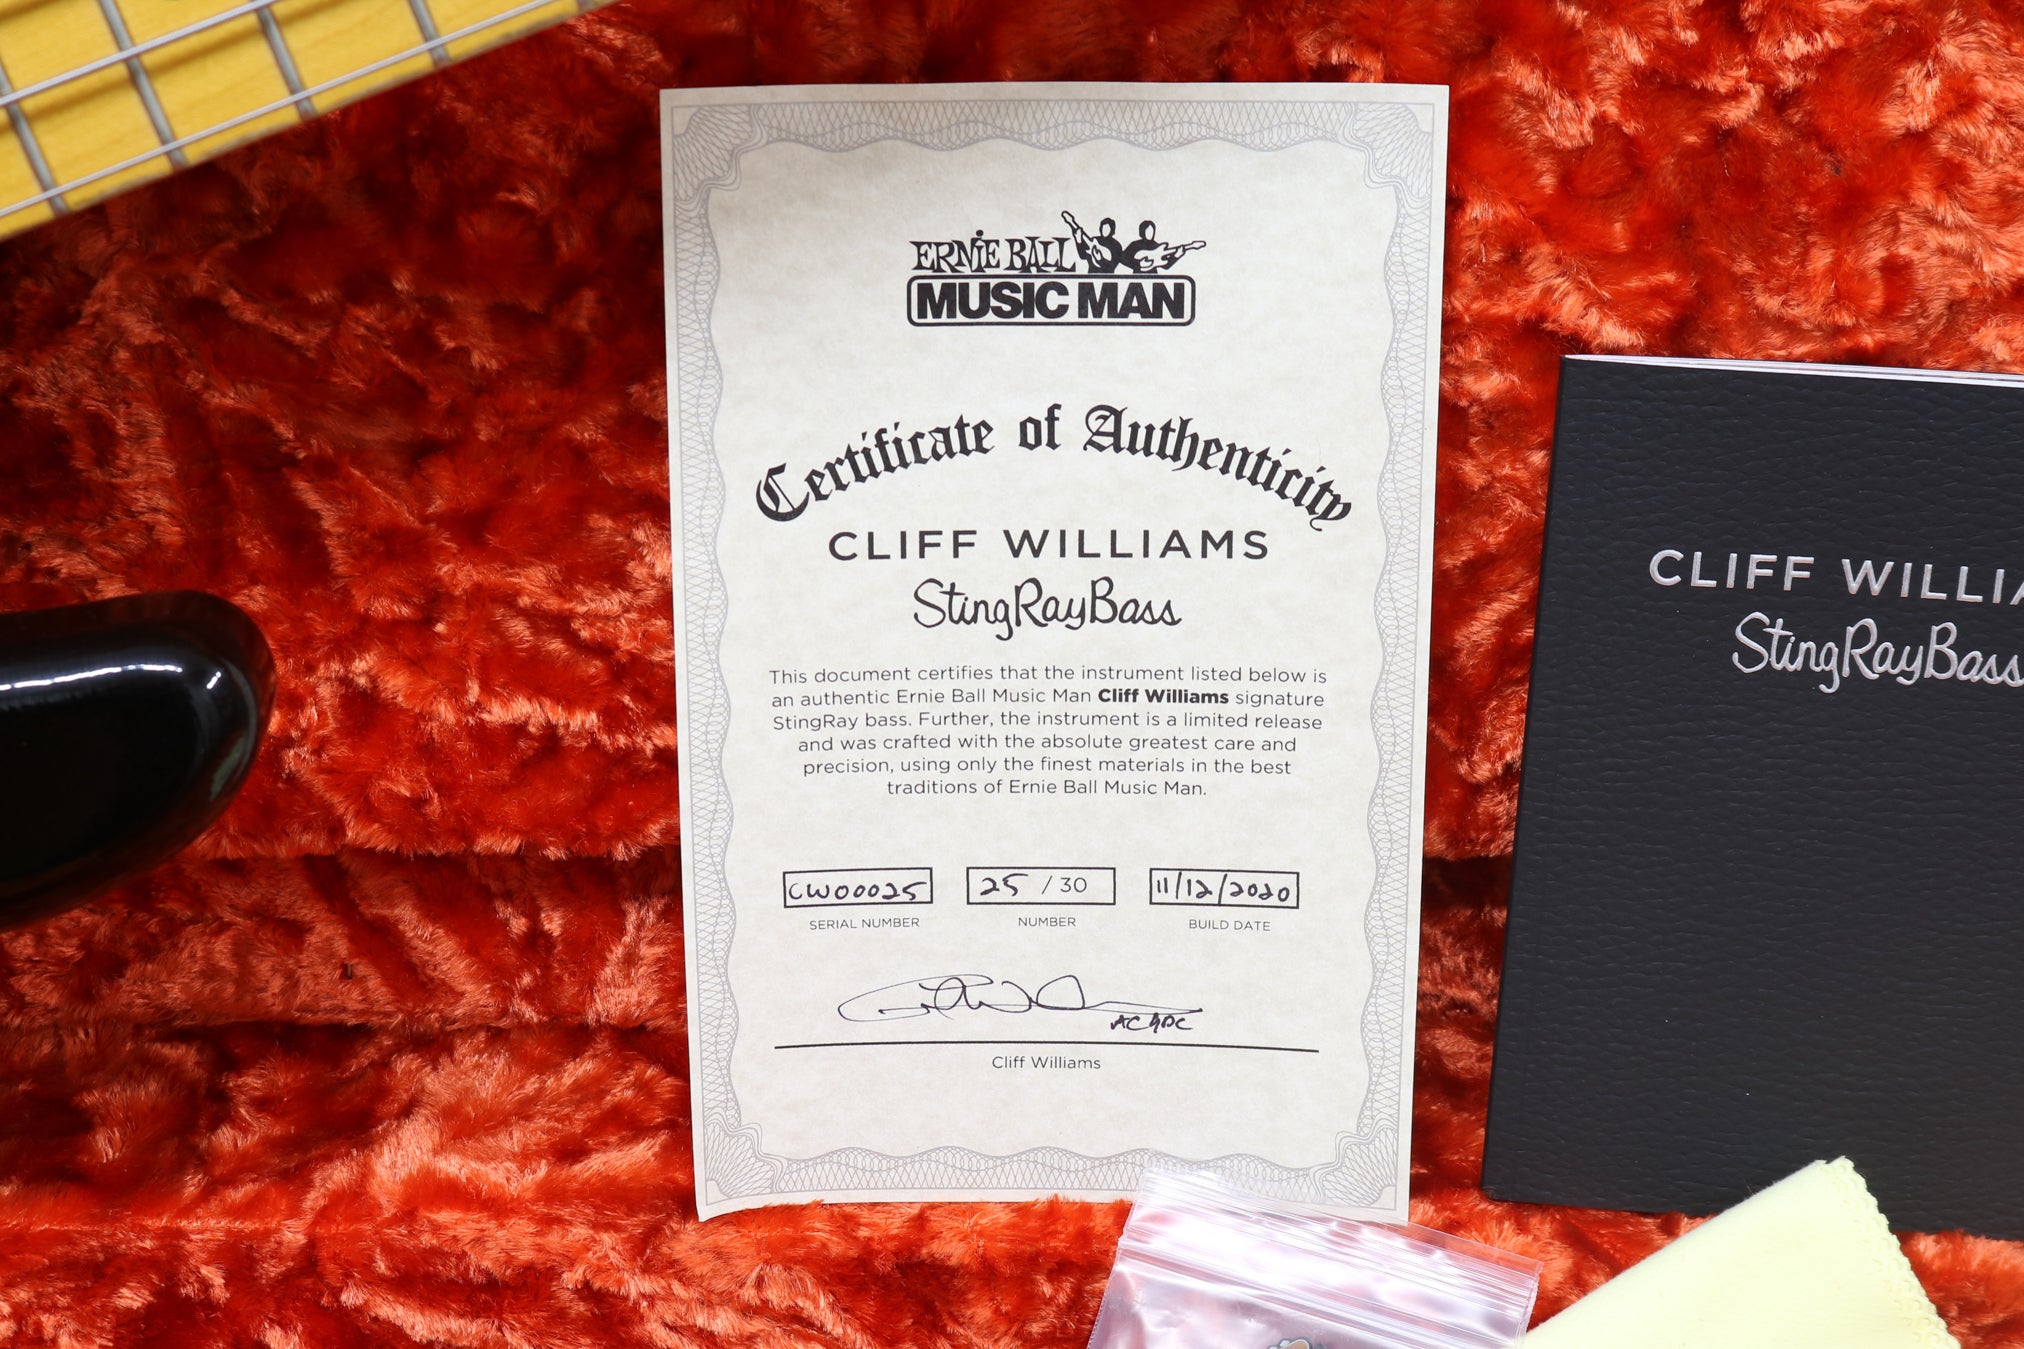 ERNIE BALL
MUSIC MAN
Certificate of Authenticity
CLIFF WILLIAMS
StingRayBass
This document certifies that the instrument listed below is
an authentic Ernie Ball Music Man Cliff Williams signature
StingRay bass. Further, the instrument is a limited release
and was crafted with the absolute greatest care and
precision, using only the finest materials in the best
traditions of Ernie Ball Music Man.
CW00025 25 / 30 11/12/2020
SERIAL NUMBER NUMBER BUILD DATE
AC/DC
Cliff Williams
CLIFF WILLIA
StingRayBass